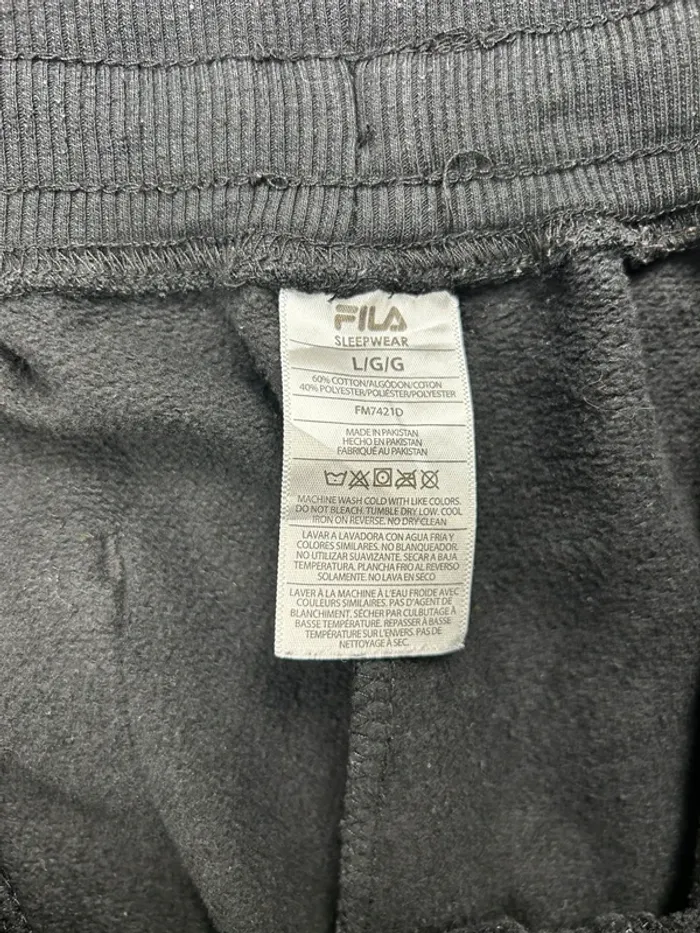 FILA
SLEEPWEAR
L/G/G
60% COTTON/ALGODÓN/COTON
40% POLYESTER/POLIÉSTER/POLYESTER
FM7421D
MADE IN PAKISTAN
HECHO EN PAKISTAN
FABRIQUÉ AU PAKISTAN
MACHINE WASH COLD WITH LIKE COLORS.
DO NOT BLEACH. TUMBLE DRY LOW. COOL
IRON ON REVERSE. NO DRY CLEAN
LAVAR A LAVADORA CON AGUA FRIA Y
COLORES SIMILARES. NO BLANQUEADOR.
NO UTILIZAR SUAVIZANTE. SECAR A BAJA
TEMPERATURA. PLANCHA FRIO AL REVERSO
SOLAMENTE. NO LAVA EN SECO
LAVER À LA MACHINE À L'EAU FROIDE AVEC
COULEURS SIMILAIRES. PAS D'AGENT DE
BLANCHIMENT. SÉCHER PAR CULBUTAGE À
BASSE TEMPÉRATURE. REPASSER À BASSE
TEMPÉRATURE SUR L'ENVERS. PAS DE
NETTOYAGE À SEC.